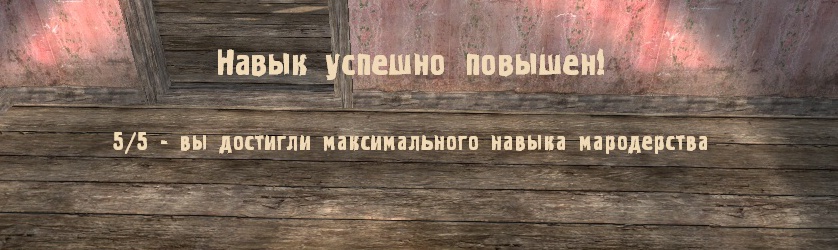 Навык успешно повышен!
5/5 - вы достигли максимального навыка мародерства